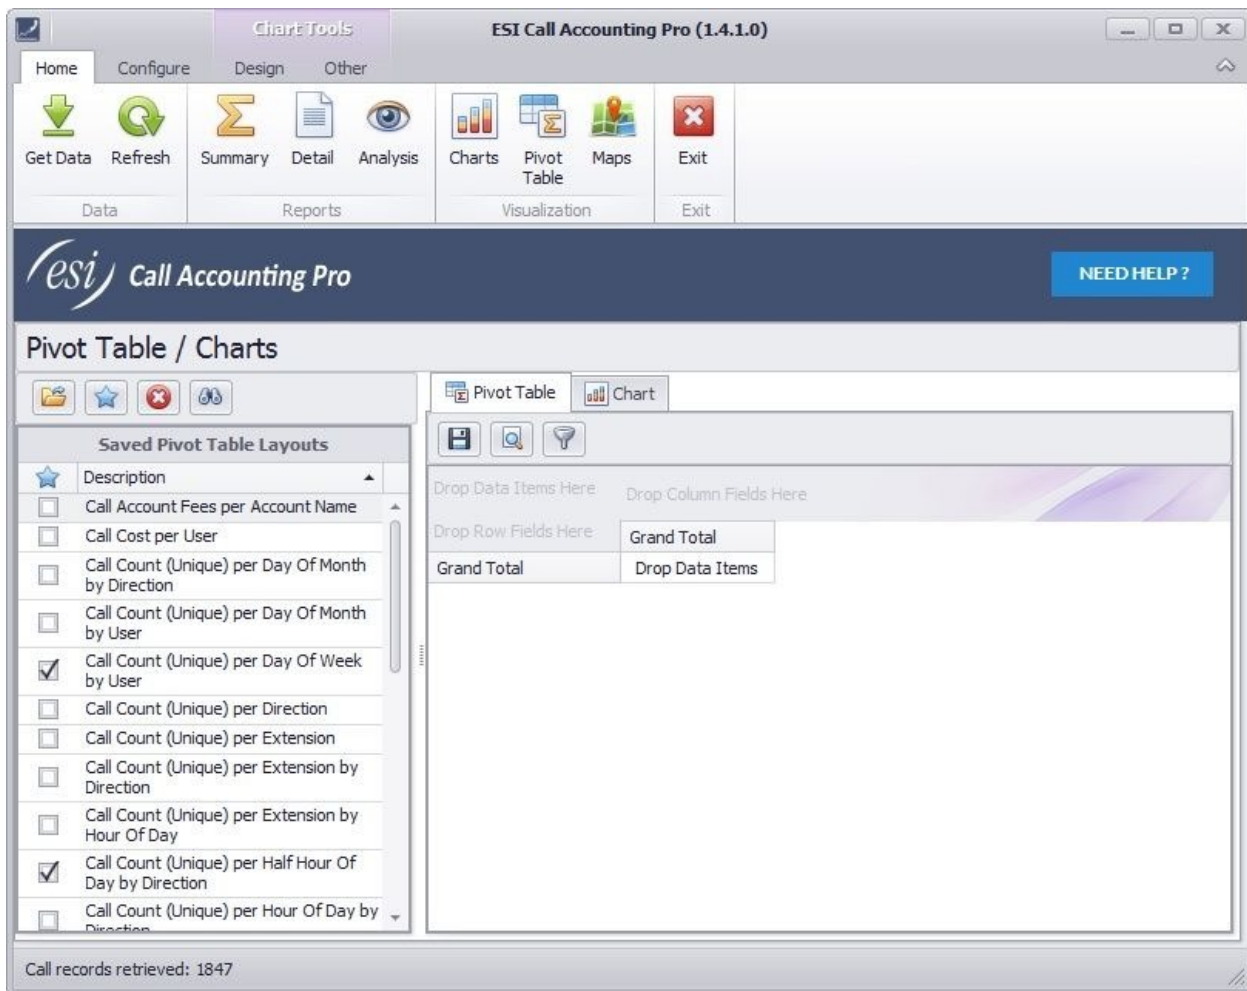 Chart Tools
ESI Call Accounting Pro (1.4.1.0)
Home Configure Design Other
Get Data Refresh Summary Detail Analysis Charts Pivot Maps Exit
Table
Data Reports Visualization Exit
esi Call Accounting Pro
NEED HELP ?
Pivot Table / Charts
Saved Pivot Table Layouts
Description
Call Account Fees per Account Name
Call Cost per User
Call Count (Unique) per Day Of Month
by Direction
Call Count (Unique) per Day Of Month
by User
Call Count (Unique) per Day Of Week
by User
Call Count (Unique) per Direction
Call Count (Unique) per Extension
Call Count (Unique) per Extension by
Direction
Call Count (Unique) per Extension by
Hour Of Day
Call Count (Unique) per Half Hour Of
Day by Direction
Call Count (Unique) per Hour Of Day by
Direction
Pivot Table Chart
Drop Data Items Here Drop Column Fields Here
Drop Row Fields Here Grand Total
Grand Total Drop Data Items
Call records retrieved: 1847